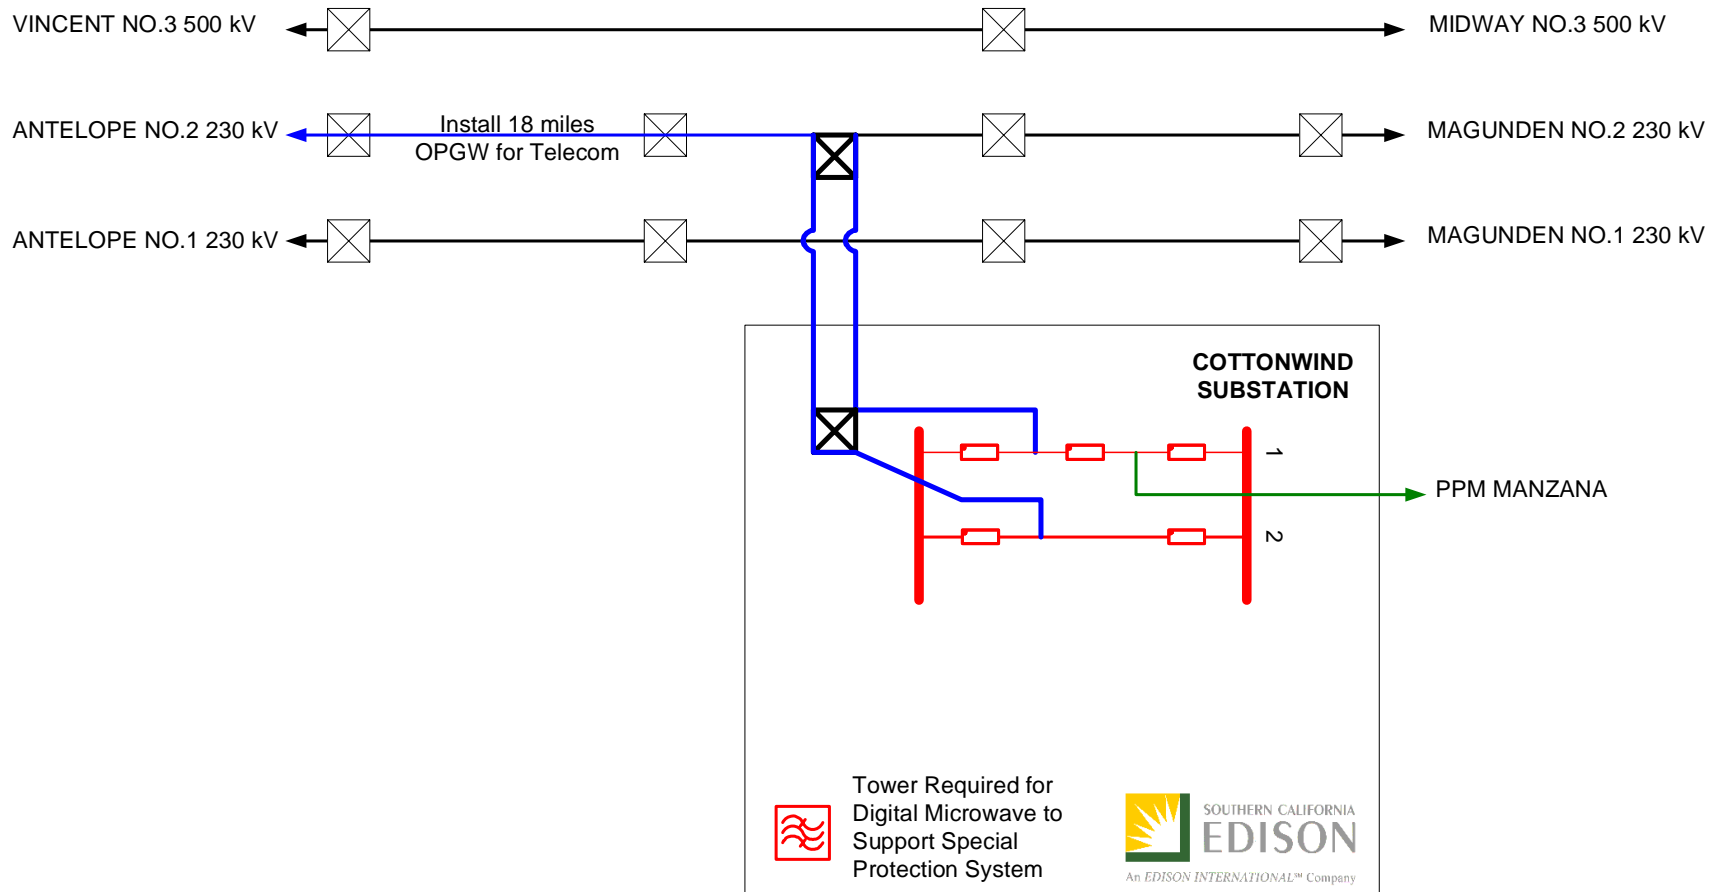 VINCENT NO.3 500 kV
MIDWAY NO.3 500 kV
ANTELOPE NO.2 230 kV
Install 18 miles
OPGW for Telecom
MAGUNDEN NO.2 230 kV
ANTELOPE NO.1 230 kV
MAGUNDEN NO.1 230 kV
COTTONWIND
SUBSTATION
1
PPM MANZANA
2
Tower Required for
Digital Microwave to
Support Special
Protection System
SOUTHERN CALIFORNIA
EDISON
An EDISON INTERNATIONAL℠ Company